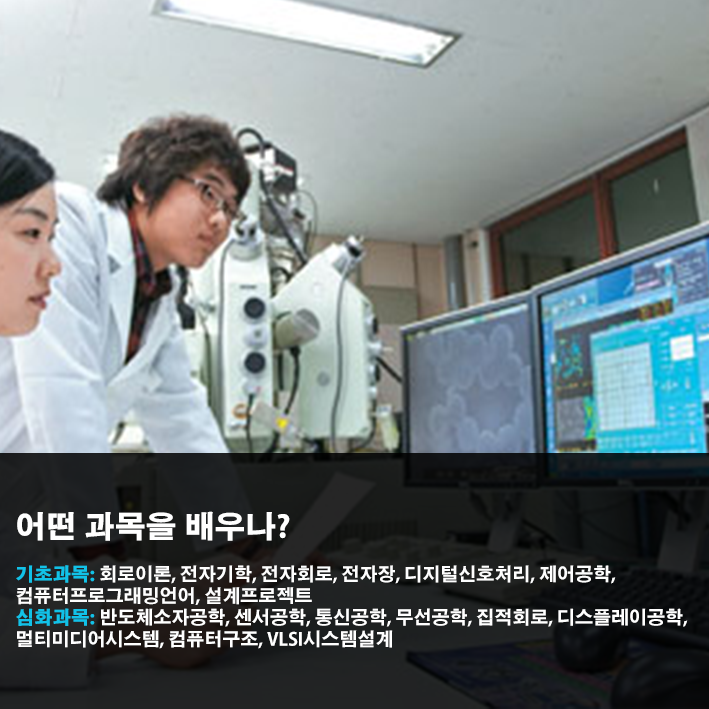 어떤 과목을 배우나?
기초과목: 회로이론, 전자기학, 전자회로, 전자장, 디지털신호처리, 제어공학,
컴퓨터프로그래밍언어, 설계프로젝트
심화과목: 반도체소자공학, 센서공학, 통신공학, 무선공학, 집적회로, 디스플레이공학,
멀티미디어시스템, 컴퓨터구조, VLSI시스템설계